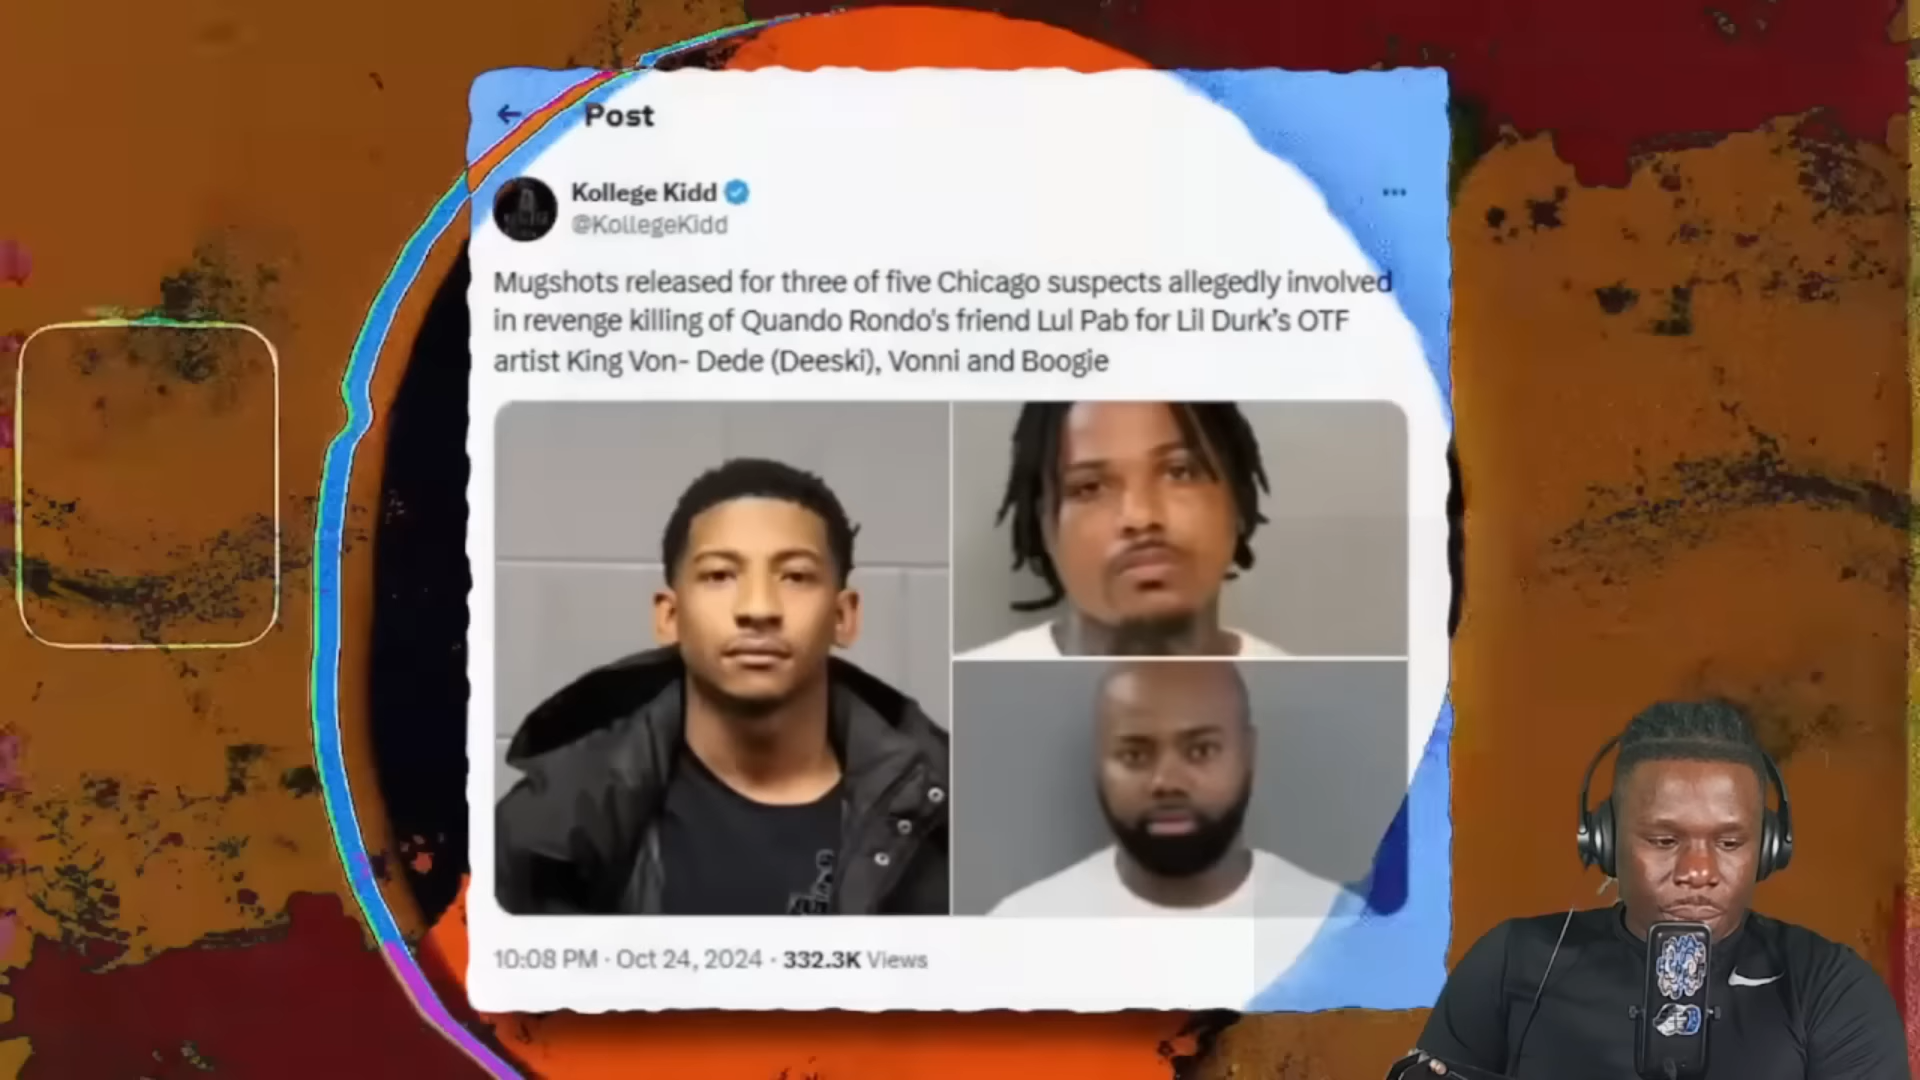 Post
Kollege Kidd
@KollegeKidd
Mugshots released for three of five Chicago suspects allegedly involved
in revenge killing of Quando Rondo's friend Lul Pab for Lil Durk’s OTF
artist King Von- Dede (Deeski), Vonni and Boogie
10:08 PM · Oct 24, 2024 · 332.3K Views